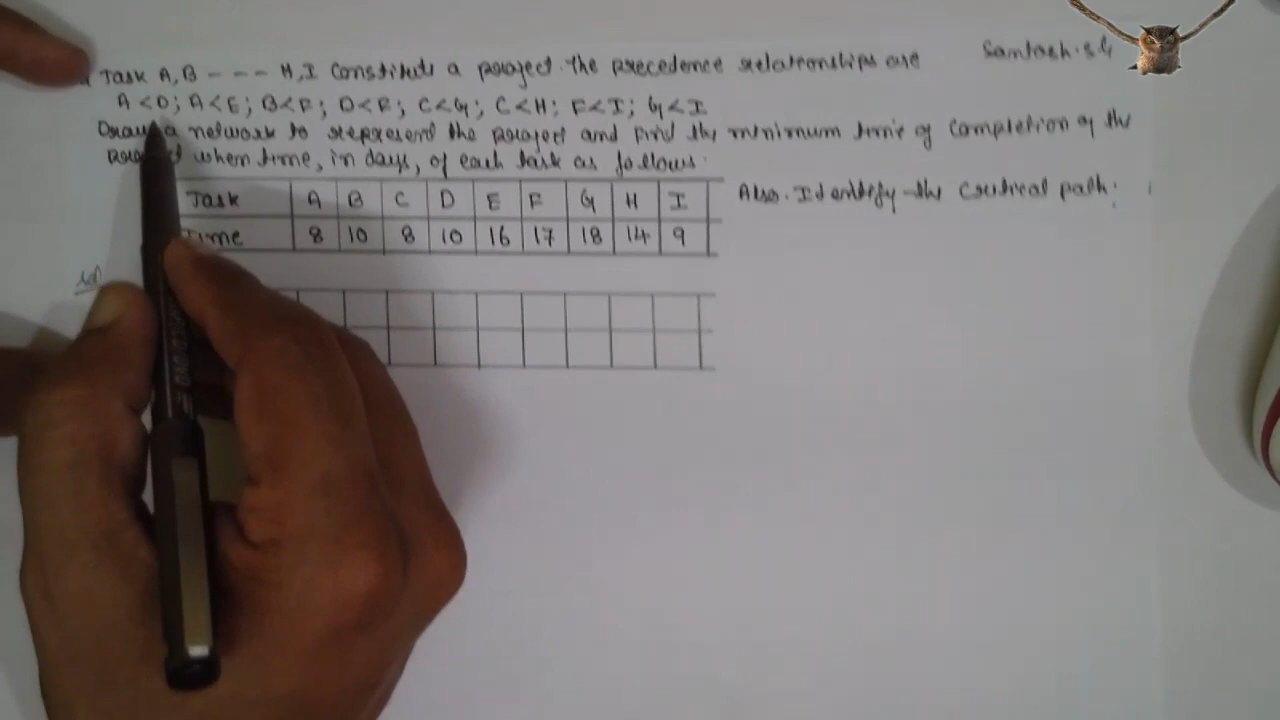 Task A, B - - - - H, I Constitute a project. the precedence relationships are
Santosh.s.4
A < D; A < E; B < F; D < F; C < G; C < H; F < I; G < I
Draw a network to represent the project and find the minimum time of Completion of the
when time, in days, of each task as follows.
Also. Identify the Critical path;
Task A B C D E F G H I
Time 8 10 8 10 16 17 18 14 9
Sol